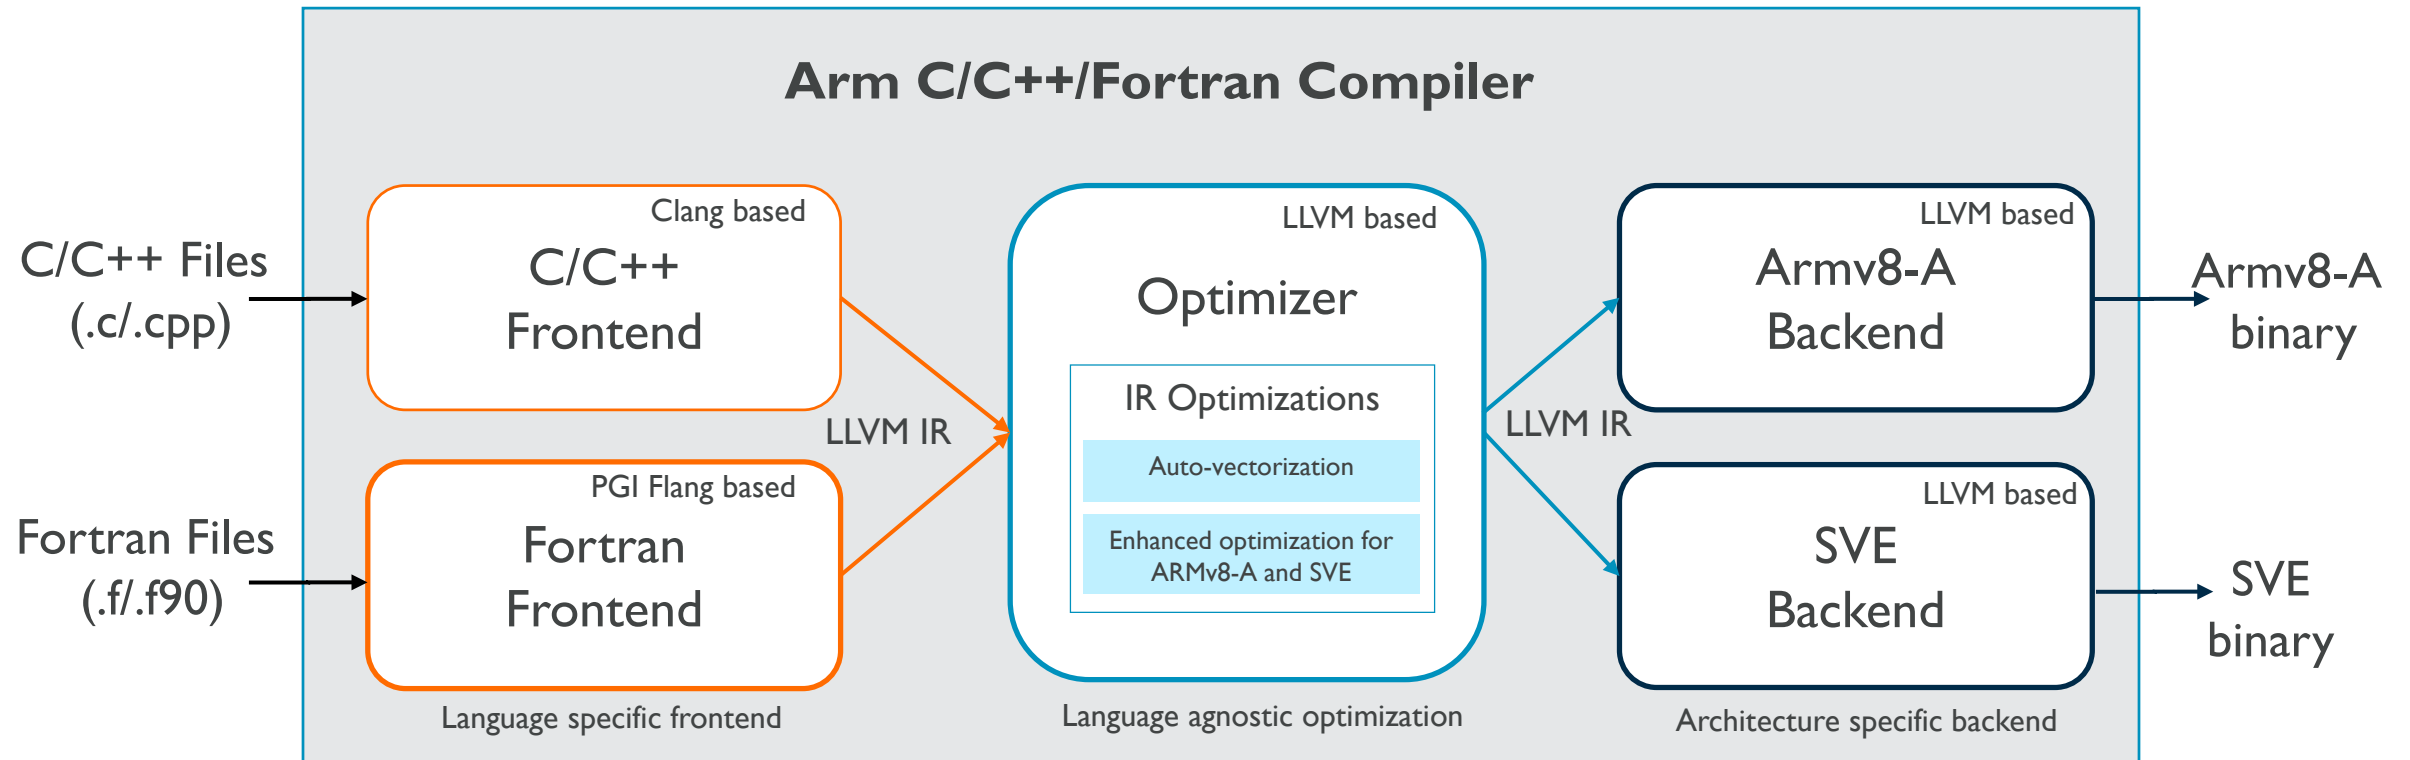 Arm C/C++/Fortran Compiler
C/C++ Files
(.c/.cpp)
Clang based
C/C++
Frontend
Fortran Files
(.f/.f90)
PGI Flang based
Fortran
Frontend
Language specific frontend
LLVM IR
LLVM based
Optimizer
IR Optimizations
Auto-vectorization
Enhanced optimization for
ARMv8-A and SVE
Language agnostic optimization
LLVM IR
LLVM based
Armv8-A
Backend
LLVM based
SVE
Backend
Architecture specific backend
Armv8-A
binary
SVE
binary